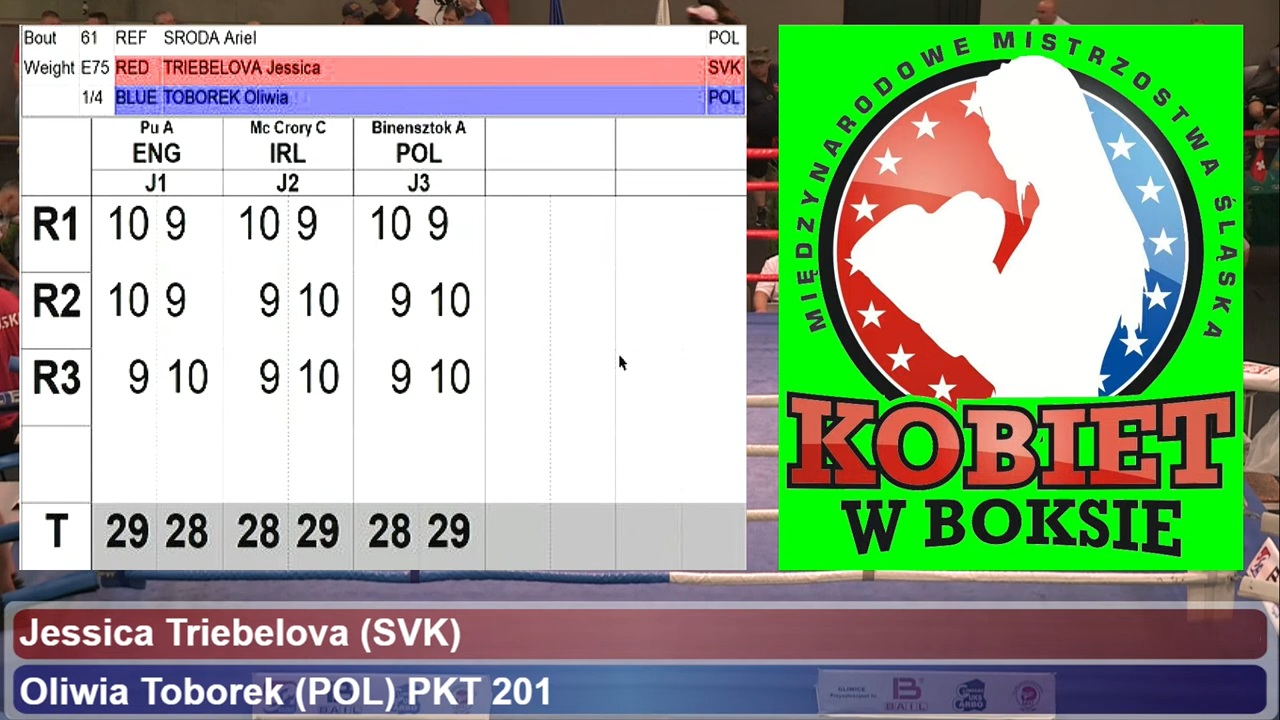 Bout 61 REF SRODA Ariel POL
Weight E75 RED TRIEBELOVA Jessica SVK
1/4 BLUE TOBOREK Oliwia POL
Pu A Mc Crory C Binensztok A
ENG IRL POL
J1 J2 J3
R1 10 9 10 9 10 9
R2 10 9 9 10 9 10
R3 9 10 9 10 9 10
T 29 28 28 29 28 29
MIĘDZYNARODOWE MISTRZOSTWA ŚLĄSKA
KOBIET
W BOKSIE
Jessica Triebelova (SVK)
Oliwia Toborek (POL) PKT 201
GLIWICE
BAIL